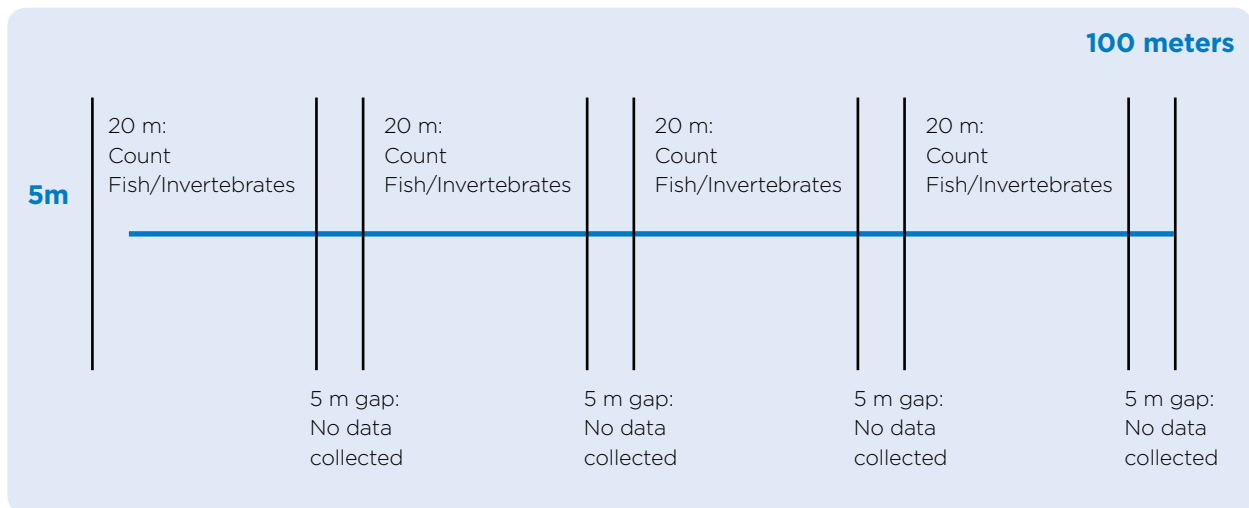 100 meters
20 m:
Count
Fish/Invertebrates
20 m:
Count
Fish/Invertebrates
20 m:
Count
Fish/Invertebrates
20 m:
Count
Fish/Invertebrates
5m
5 m gap:
No data
collected
5 m gap:
No data
collected
5 m gap:
No data
collected
5 m gap:
No data
collected